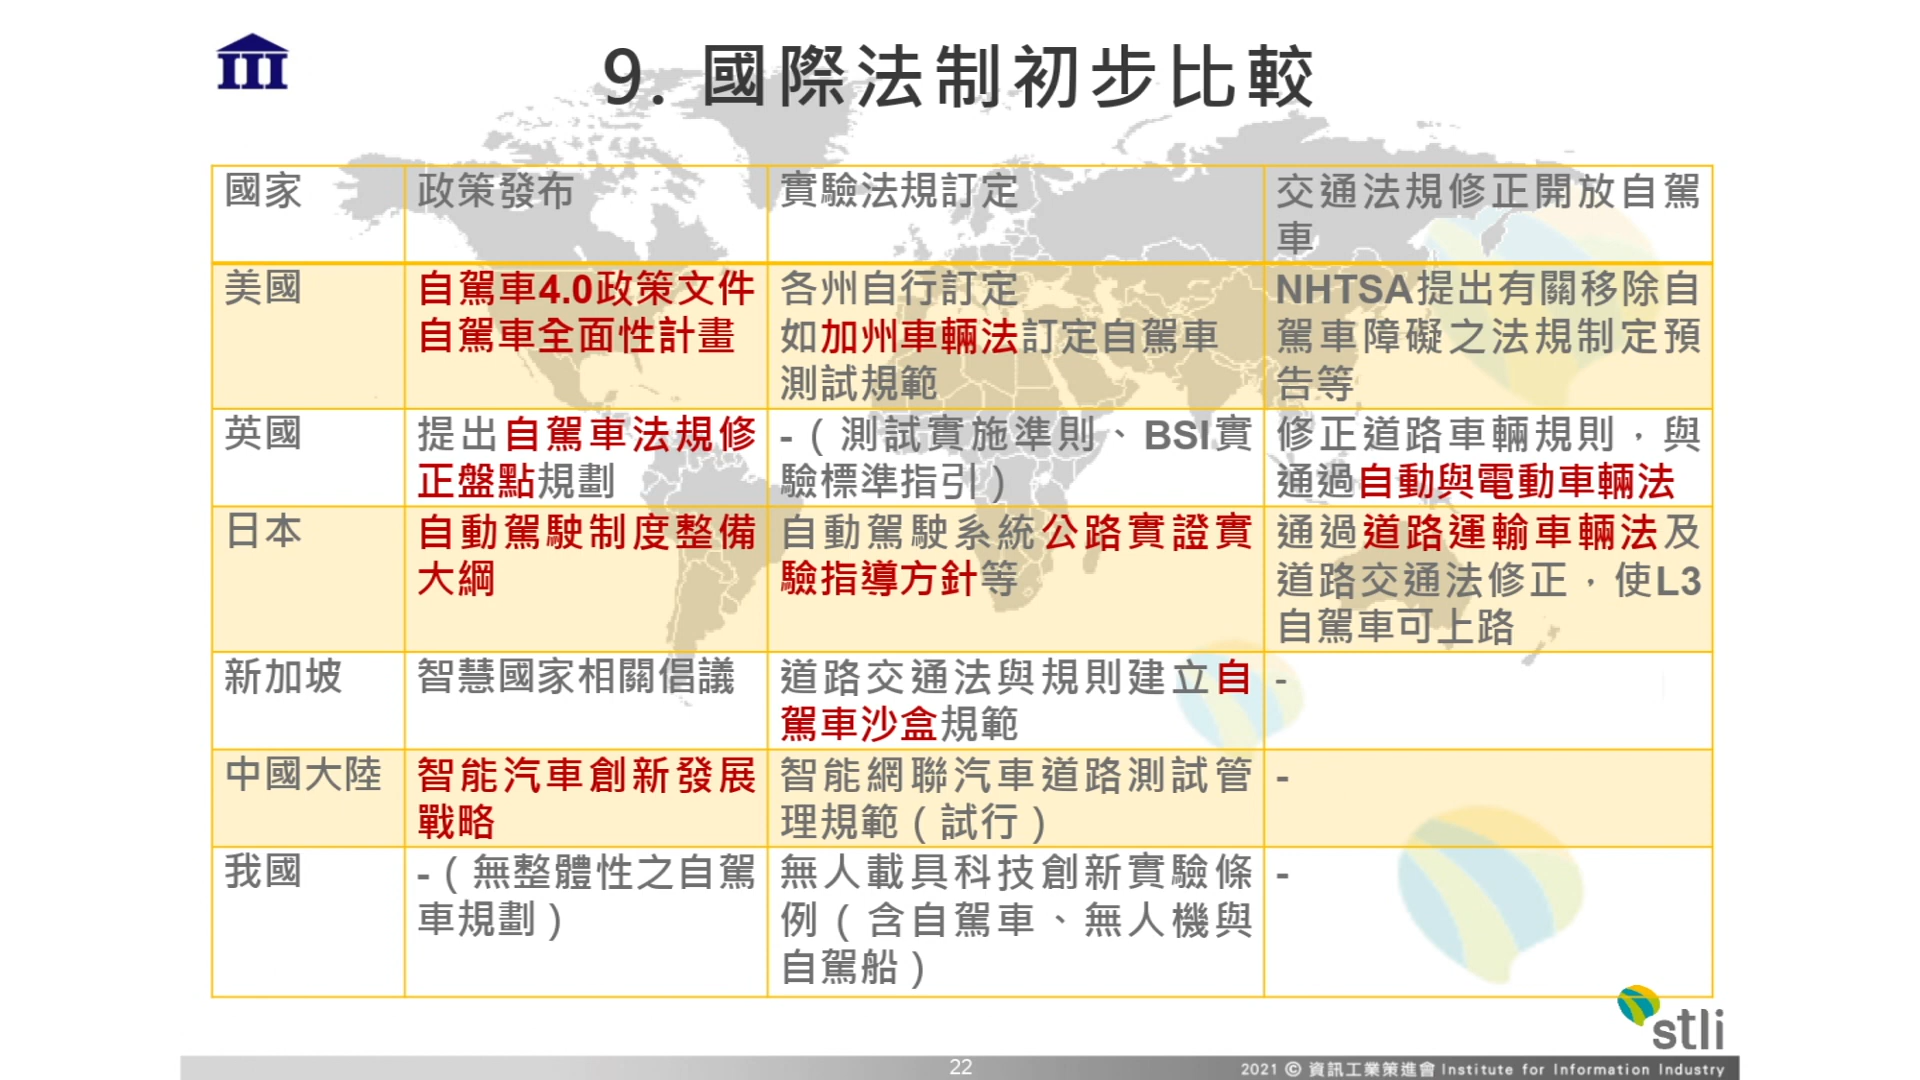 9. 國際法制初步比較
國家
政策發布
實驗法規訂定
交通法規修正開放自駕
車
美國
自駕車4.0政策文件
自駕車全面性計畫
各州自行訂定
如加州車輛法訂定自駕車
測試規範
NHTSA提出有關移除自
駕車障礙之法規制定預
告等
英國
提出自駕車法規修
正盤點規劃
-（測試實施準則、BSI實
驗標準指引）
修正道路車輛規則，與
通過自動與電動車輛法
日本
自動駕駛制度整備
大綱
自動駕駛系統公路實證實
驗指導方針等
通過道路運輸車輛法及
道路交通法修正，使L3
自駕車可上路
新加坡
智慧國家相關倡議
道路交通法與規則建立自
駕車沙盒規範
-
中國大陸
智能汽車創新發展
戰略
智能網聯汽車道路測試管
理規範（試行）
-
我國
-（無整體性之自駕
車規劃）
無人載具科技創新實驗條
例（含自駕車、無人機與
自駕船）
-
stli
22
2021 © 資訊工業策進會 Institute for Information Industry